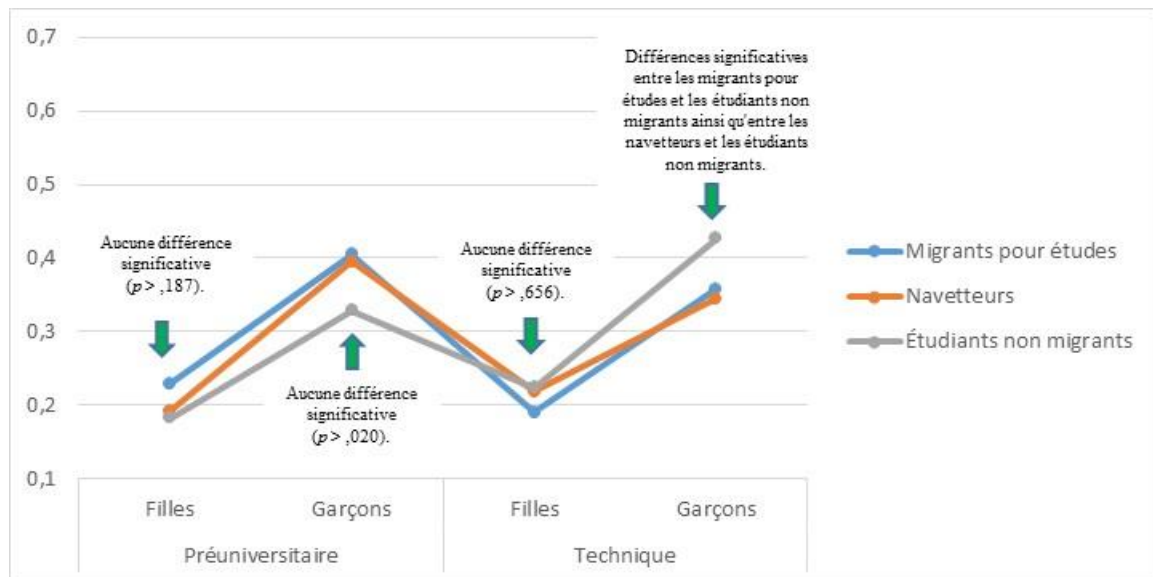 0,7
0,6
0,5
0,4
0,3
0,2
0,1
Différences significatives
entre les migrants pour
études et les étudiants non
migrants ainsi qu'entre les
navetteurs et les étudiants
non migrants.
Aucune différence
significative
(p > ,187).
Aucune différence
significative
(p > ,656).
Aucune différence
significative
(p > ,020).
Migrants pour études
Navetteurs
Étudiants non migrants
Filles
Garçons
Filles
Garçons
Préuniversitaire
Technique